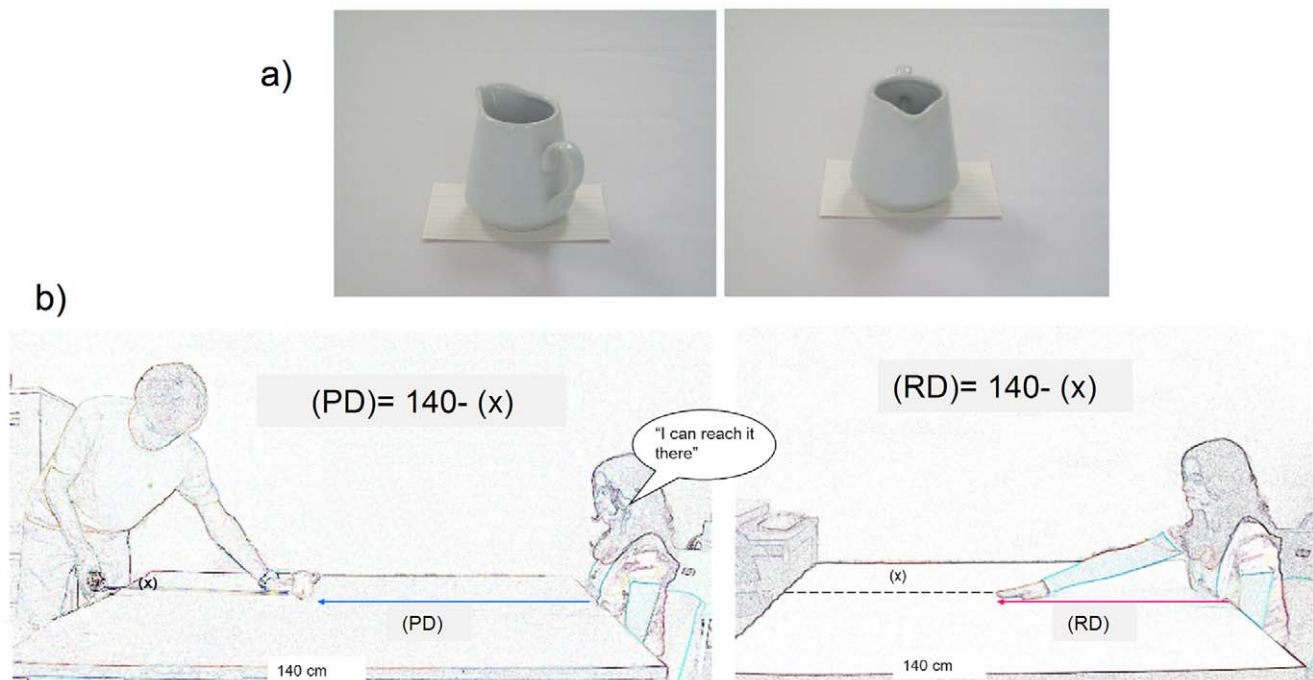 a)
b)
(PD)= 140- (x)
(RD)= 140- (x)
"I can reach it
there"
(x)
(PD)
140 cm
(x)
(RD)
140 cm